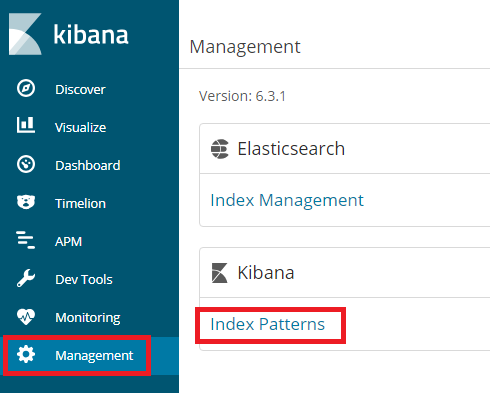 kibana
Discover
Visualize
Dashboard
Timelion
APM
Dev Tools
Monitoring
Management
Management
Version: 6.3.1
Elasticsearch
Index Management
Kibana
Index Patterns